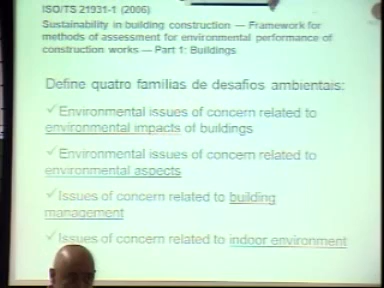 ISO/TS 21931-1 (2006)
Sustainability in building construction — Framework for
methods of assessment for environmental performance of
construction works — Part 1: Buildings
Define quatro famílias de desafios ambientais:
✓Environmental issues of concern related to
environmental impacts of buildings
✓Environmental issues of concern related to
environmental aspects
✓Issues of concern related to building
management
✓Issues of concern related to indoor environment